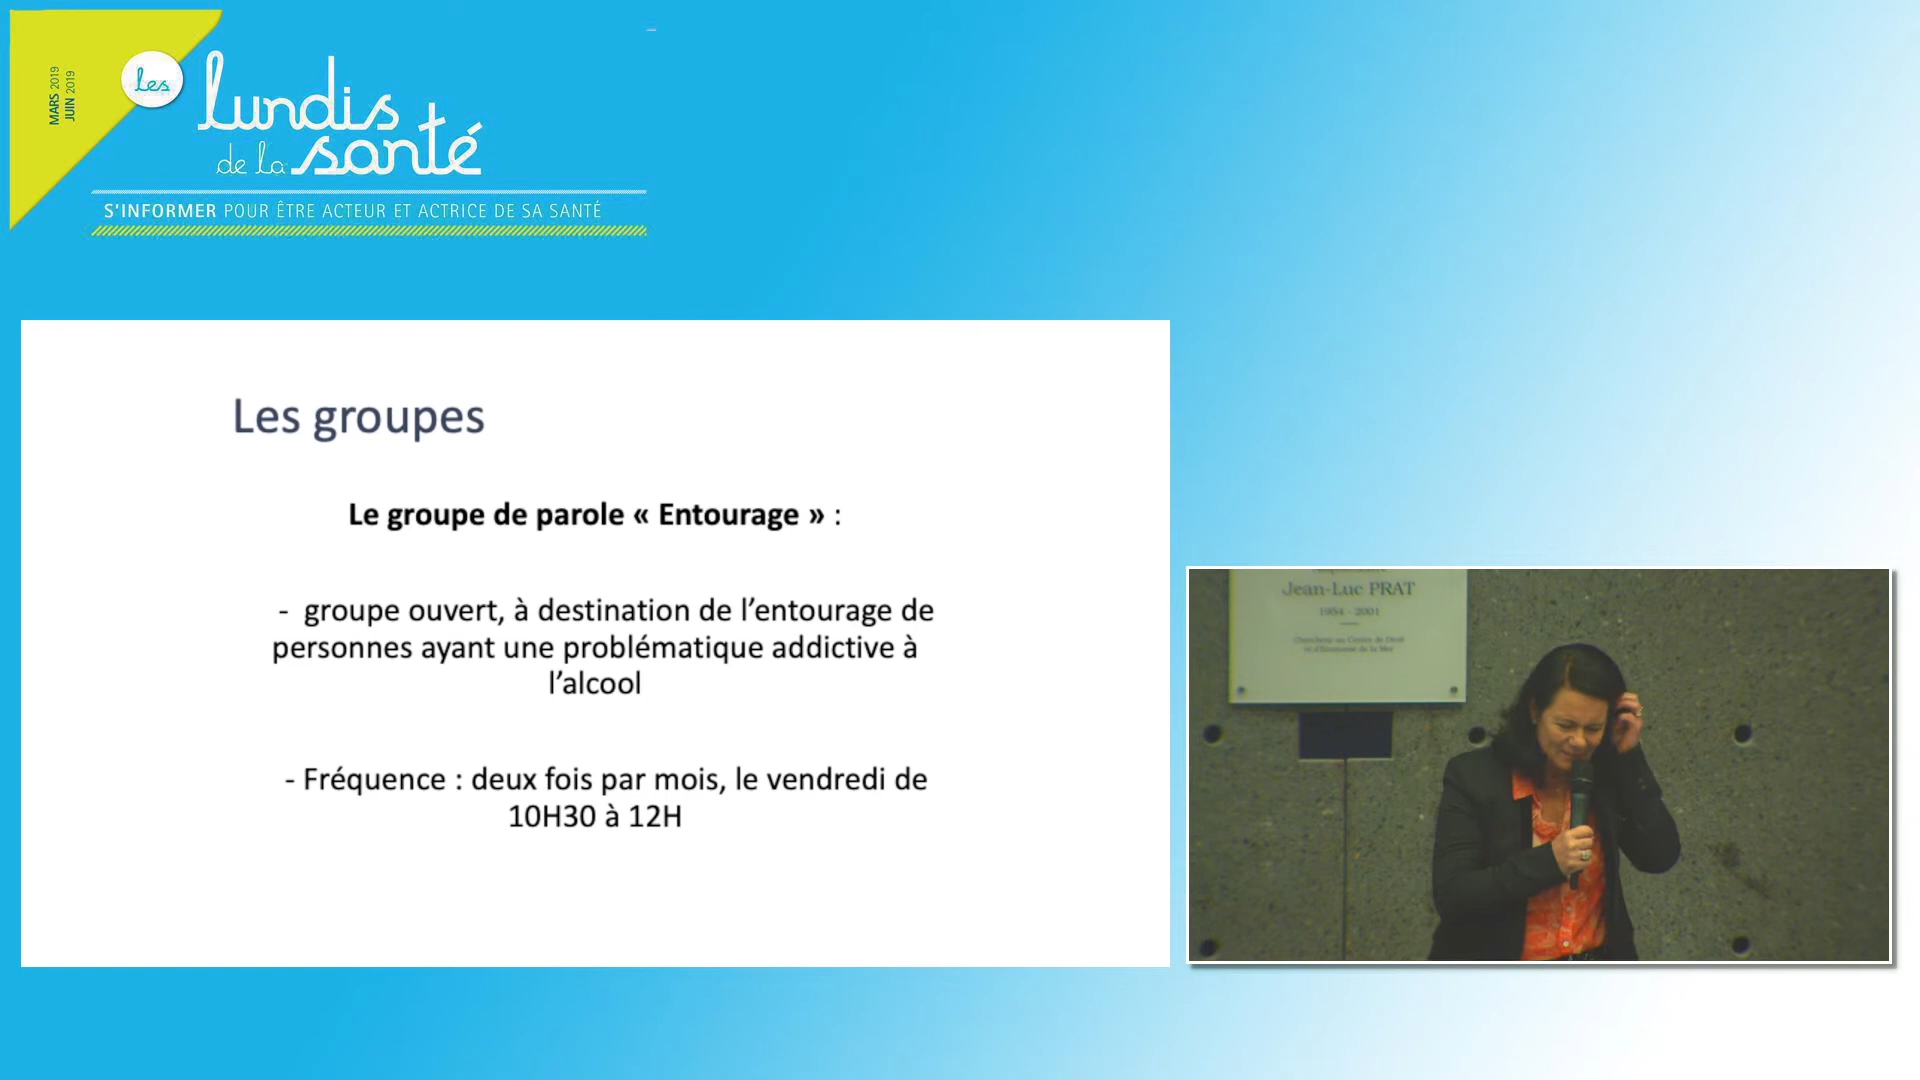 MARS 2019
JUIN 2019
les
lundis
de la santé
S'INFORMER POUR ÊTRE ACTEUR ET ACTRICE DE SA SANTÉ
Les groupes
Le groupe de parole « Entourage » :
- groupe ouvert, à destination de l’entourage de
personnes ayant une problématique addictive à
l’alcool
- Fréquence : deux fois par mois, le vendredi de
10H30 à 12H
Jean-Luc PRAT
1954 - 2001